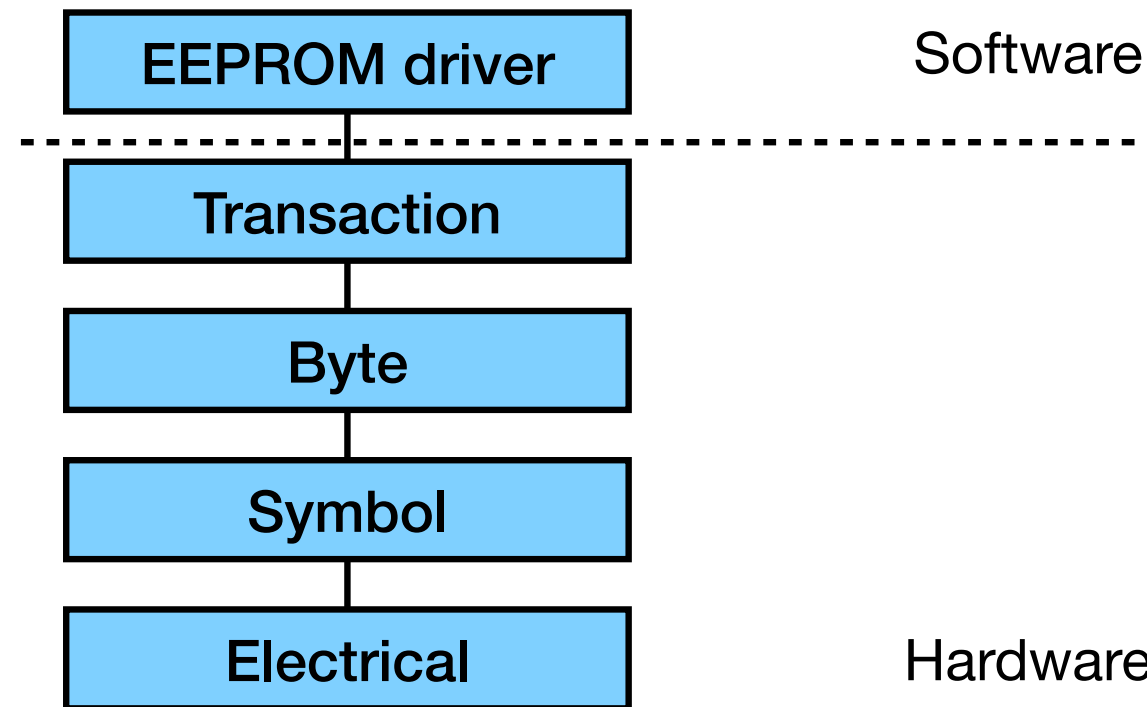 EEPROM driver
Software
Transaction
Byte
Symbol
Electrical
Hardware